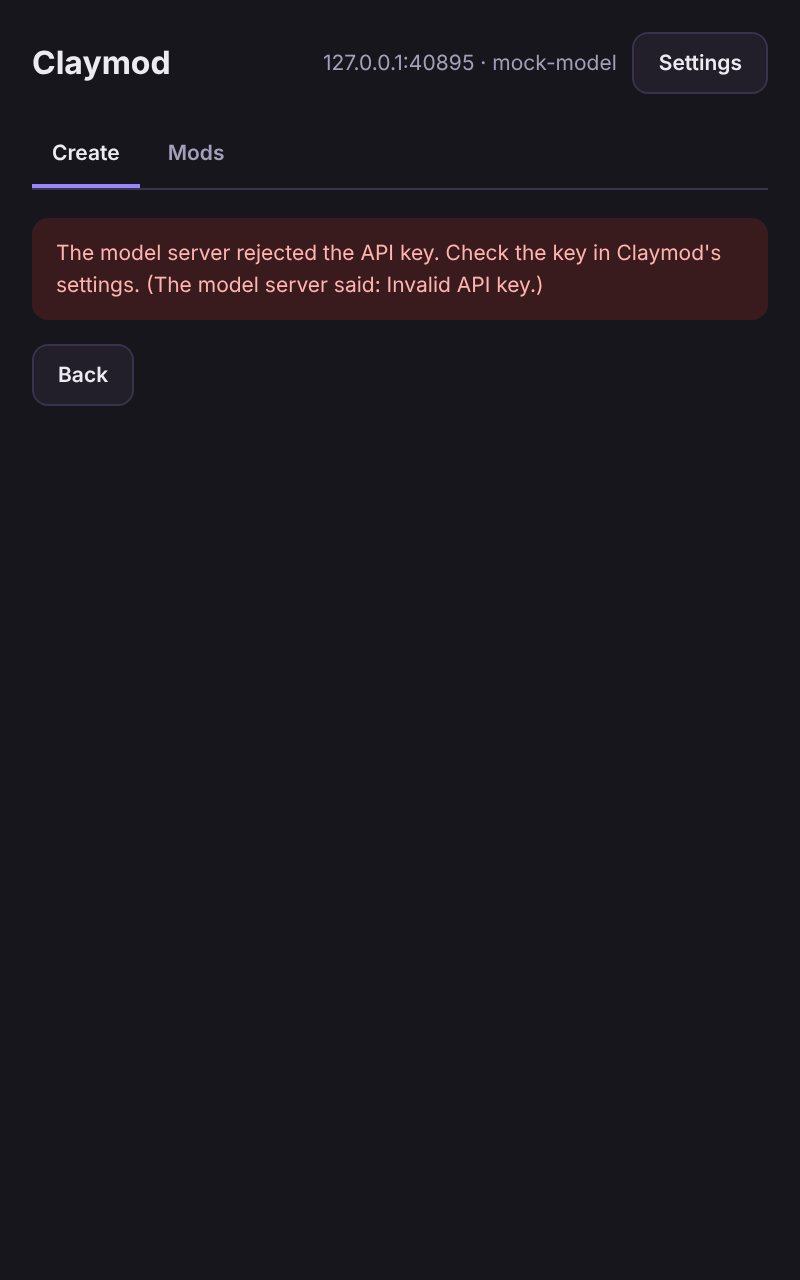 Claymod
127.0.0.1:40895 · mock-model
Settings
Create
Mods
The model server rejected the API key. Check the key in Claymod's
settings. (The model server said: Invalid API key.)
Back